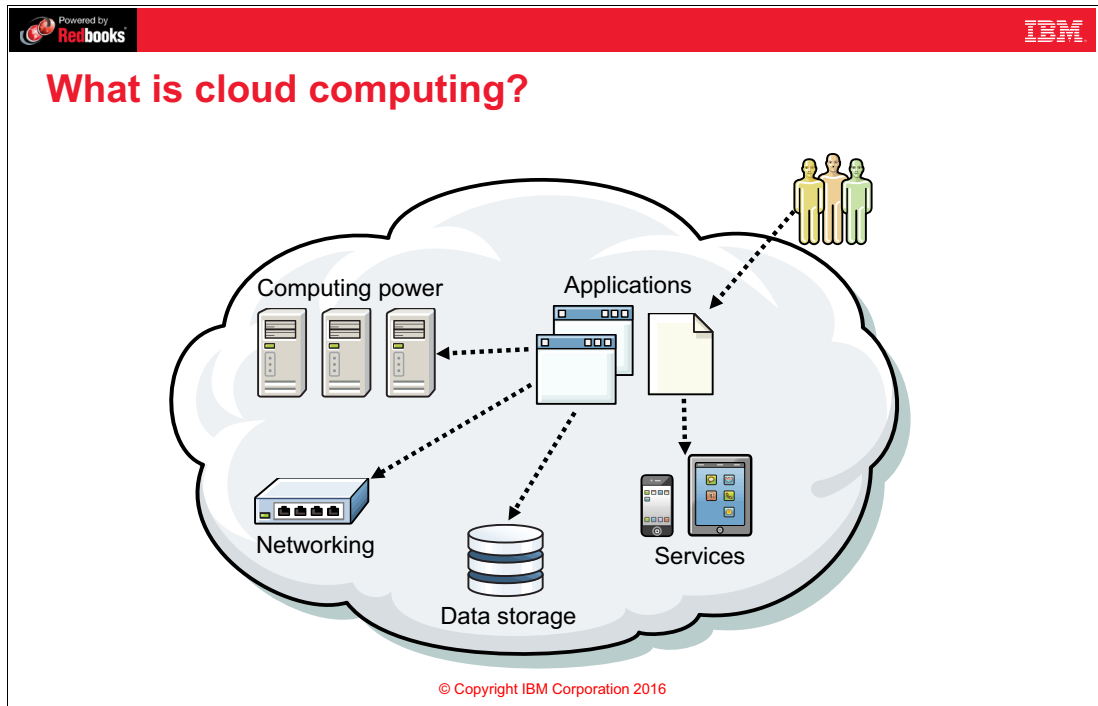 Powered by
Redbooks
IBM
What is cloud computing?
Computing power
Applications
Networking
Services
Data storage
© Copyright IBM Corporation 2016